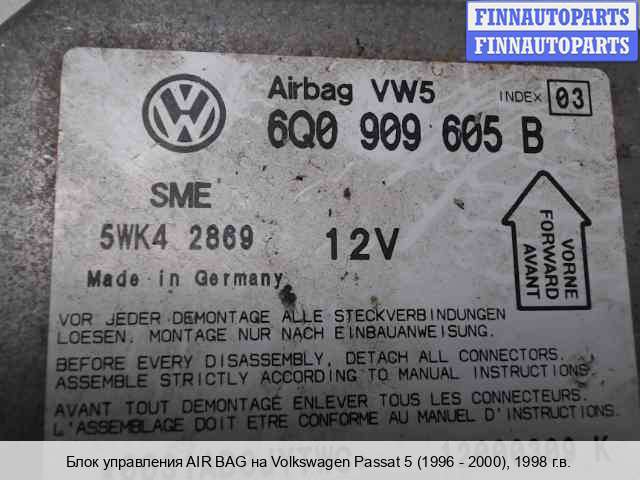 FINNAUTOPARTS
FINNAUTOPARTS
Airbag VW5 INDEX 03
6Q0 909 605 B
SME
5WK4 2869 12V
Made in Germany
VORNE
FORWARD
AVANT
VOR JEDER DEMONTAGE ALLE STECKVERBINDUNGEN
LOESEN. MONTAGE NUR NACH EINBAUANWEISUNG.
BEFORE EVERY DISASSEMBLY, DETACH ALL CONNECTORS.
ASSEMBLE STRICTLY ACCORDING TO MANUAL INSTRUCTIONS.
AVANT TOUT DEMONTAGE ENLEVER TOUS LES CONNECTEURS.
L'ASSEMBLAGE DOIT ETRE CONFORME AU MANUEL D'INSTRUCTIONS.
Блок управления AIR BAG на Volkswagen Passat 5 (1996 - 2000), 1998 г.в.